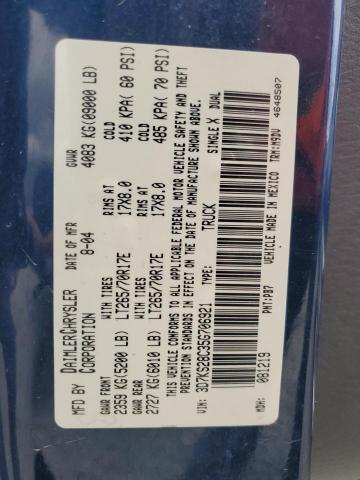 MFD BY DAIMLERCHRYSLER CORPORATION DATE OF MFR 8-04 GVWR 4083 KG(09000 LB)
GAWR FRONT WITH TIRES RIMS AT COLD
2359 KG(5200 LB) LT265/70R17E 17X8.0 410 KPA( 60 PSI)
GAWR REAR WITH TIRES RIMS AT COLD
2727 KG(6010 LB) LT265/70R17E 17X8.0 485 KPA( 70 PSI)
THIS VEHICLE CONFORMS TO ALL APPLICABLE FEDERAL MOTOR VEHICLE SAFETY AND THEFT
PREVENTION STANDARDS IN EFFECT ON THE DATE OF MANUFACTURE SHOWN ABOVE.
VIN: 3D7KS28C35G706921 TYPE: TRUCK SINGLE X DUAL
MDH: 081219 PNT:PB7 VEHICLE MADE IN MEXICO TRM:M9DV 4648507